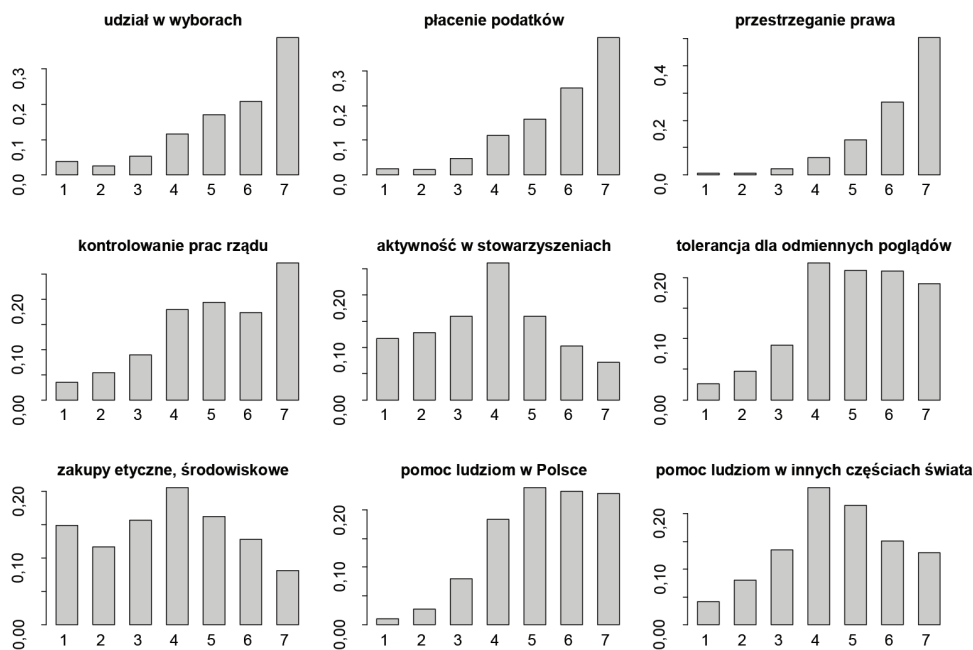 udział w wyborach
0,0 0,1 0,2 0,3
1 2 3 4 5 6 7
płacenie podatków
0,0 0,1 0,2 0,3
1 2 3 4 5 6 7
przestrzeganie prawa
0,0 0,2 0,4
1 2 3 4 5 6 7
kontrolowanie prac rządu
0,00 0,10 0,20
1 2 3 4 5 6 7
aktywność w stowarzyszeniach
0,00 0,10 0,20
1 2 3 4 5 6 7
tolerancja dla odmiennych poglądów
0,00 0,10 0,20
1 2 3 4 5 6 7
zakupy etyczne, środowiskowe
0,00 0,10 0,20
1 2 3 4 5 6 7
pomoc ludziom w Polsce
0,00 0,10 0,20
1 2 3 4 5 6 7
pomoc ludziom w innych częściach świata
0,00 0,10 0,20
1 2 3 4 5 6 7